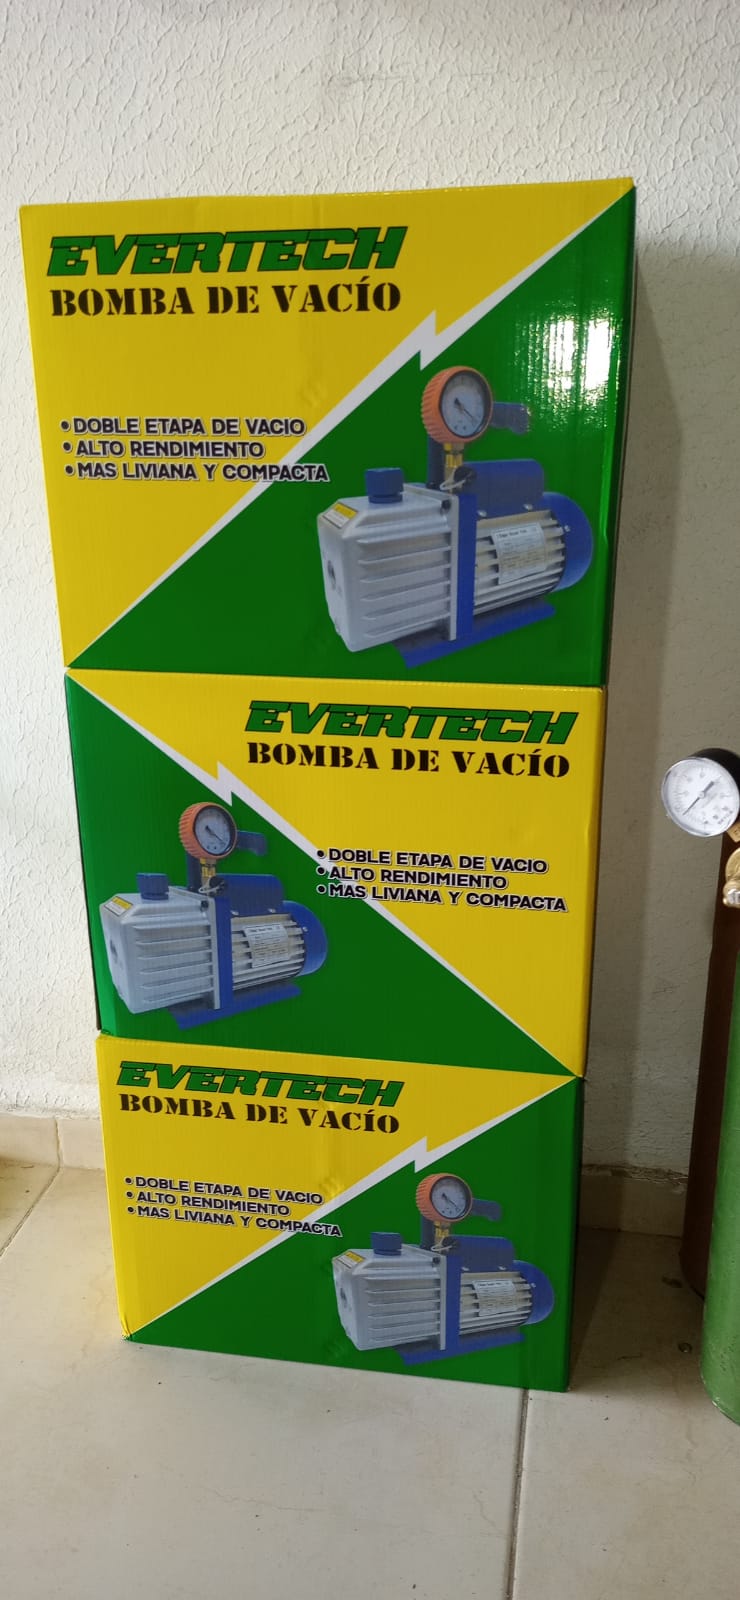 EVERTECH
BOMBA DE VACÍO
• DOBLE ETAPA DE VACIO
• ALTO RENDIMIENTO
• MAS LIVIANA Y COMPACTA
EVERTECH
BOMBA DE VACÍO
• DOBLE ETAPA DE VACIO
• ALTO RENDIMIENTO
• MAS LIVIANA Y COMPACTA
EVERTECH
BOMBA DE VACÍO
• DOBLE ETAPA DE VACIO
• ALTO RENDIMIENTO
• MAS LIVIANA Y COMPACTA